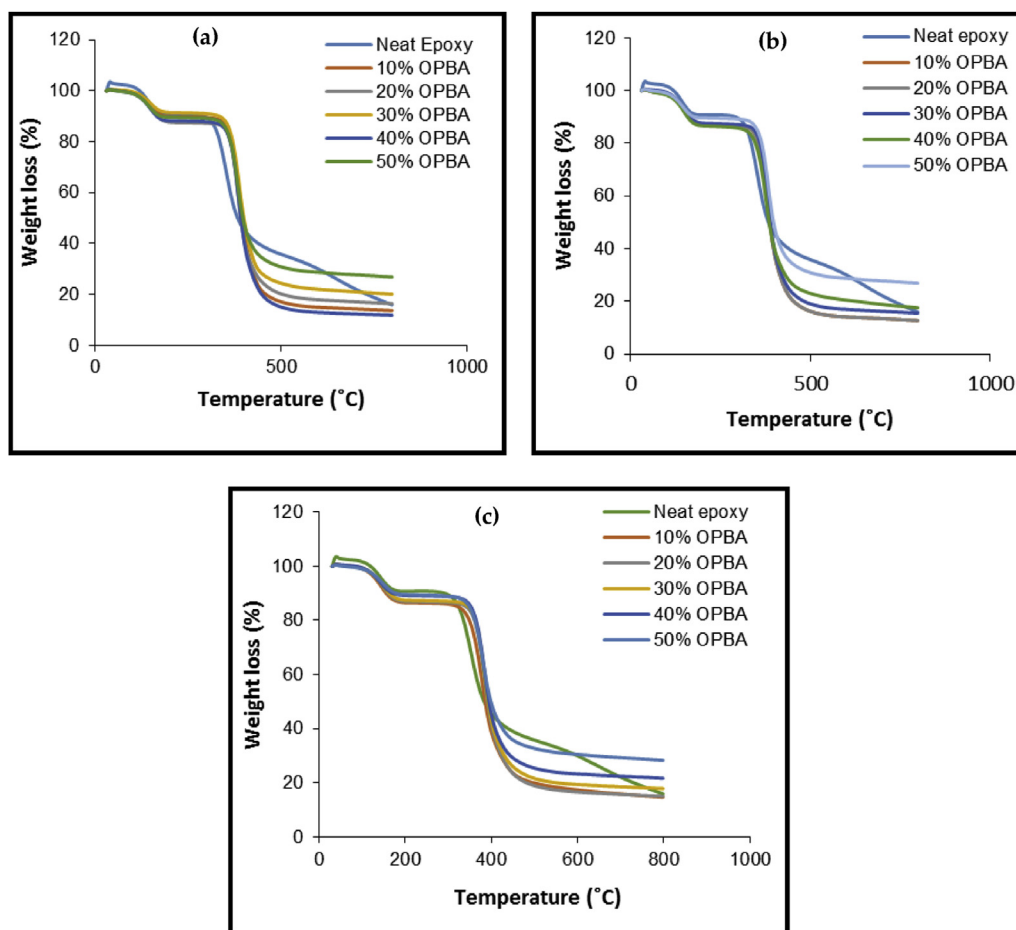 (a)
Neat Epoxy
10% OPBA
20% OPBA
30% OPBA
40% OPBA
50% OPBA
120
100
80
60
40
20
0
Weight loss (%)
0 500 1000
Temperature (˚C)
(b)
Neat epoxy
10% OPBA
20% OPBA
30% OPBA
40% OPBA
50% OPBA
120
100
80
60
40
20
0
Weight loss (%)
0 500 1000
Temperature (˚C)
(c)
Neat epoxy
10% OPBA
20% OPBA
30% OPBA
40% OPBA
50% OPBA
120
100
80
60
40
20
0
Weight loss (%)
0 200 400 600 800 1000
Temperature (˚C)